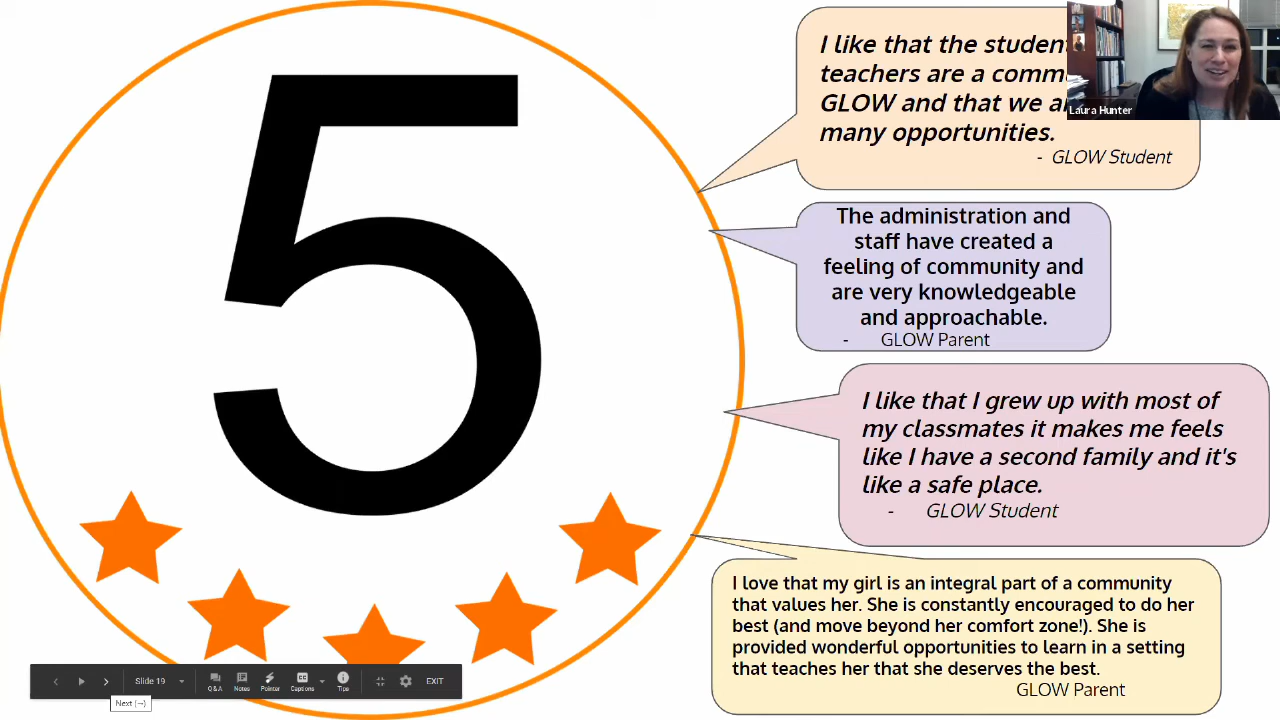 5
I like that the studen
teachers are a comm
GLOW and that we a
many opportunities.
- GLOW Student
Laura Hunter
The administration and
staff have created a
feeling of community and
are very knowledgeable
and approachable.
- GLOW Parent
I like that I grew up with most of
my classmates it makes me feels
like I have a second family and it's
like a safe place.
- GLOW Student
I love that my girl is an integral part of a community
that values her. She is constantly encouraged to do her
best (and move beyond her comfort zone!). She is
provided wonderful opportunities to learn in a setting
that teaches her that she deserves the best.
GLOW Parent
Slide 19
Q & A
Notes
Pointer
CC
Captions
Tips
EXIT
Next (→)